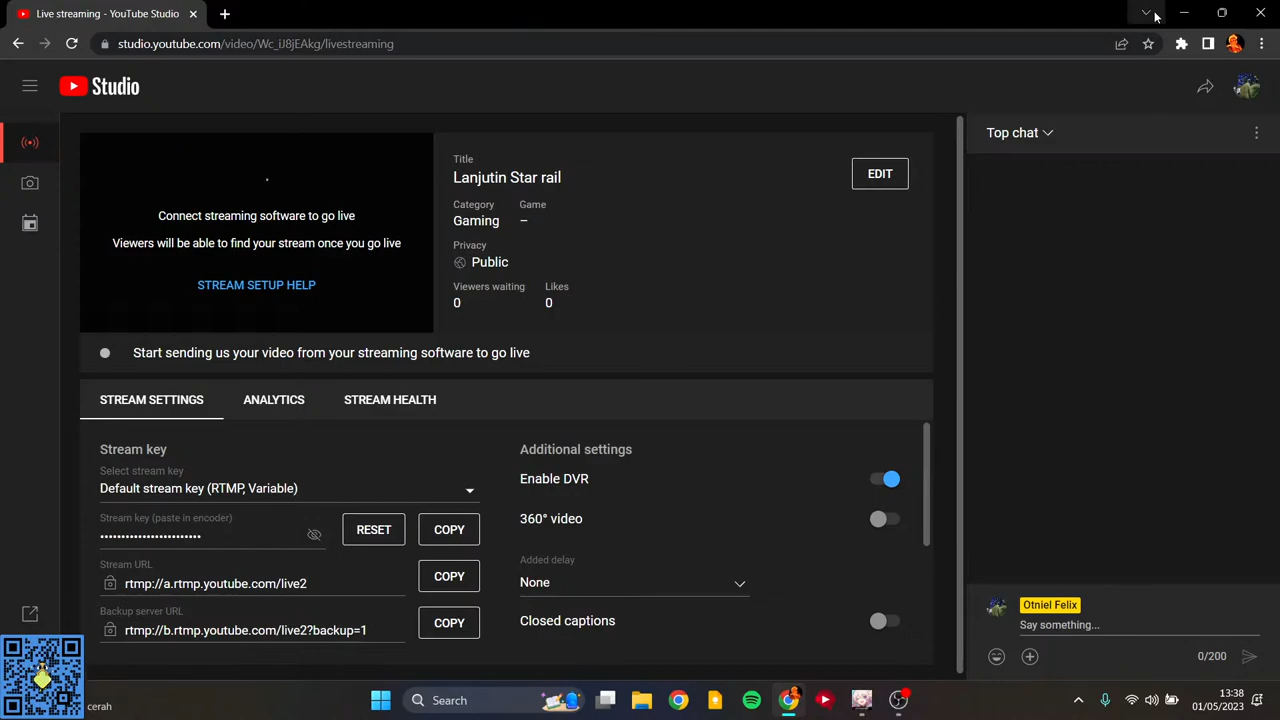 Live streaming - YouTube Studio
studio.youtube.com/video/Wc_iJ8jEAkg/livestreaming
Studio
Connect streaming software to go live
Viewers will be able to find your stream once you go live
STREAM SETUP HELP
Title
Lanjutin Star rail
EDIT
Category Game
Gaming –
Privacy
Public
Viewers waiting Likes
0 0
Start sending us your video from your streaming software to go live
STREAM SETTINGS ANALYTICS STREAM HEALTH
Stream key
Select stream key
Default stream key (RTMP, Variable)
Stream key (paste in encoder)
••••••••••••••••••••••••
RESET COPY
Stream URL
rtmp://a.rtmp.youtube.com/live2
COPY
Backup server URL
rtmp://b.rtmp.youtube.com/live2?backup=1
COPY
Additional settings
Enable DVR
360° video
Added delay
None
Closed captions
Top chat
Otniel Felix
Say something...
0/200
cerah
Search
13:38
01/05/2023